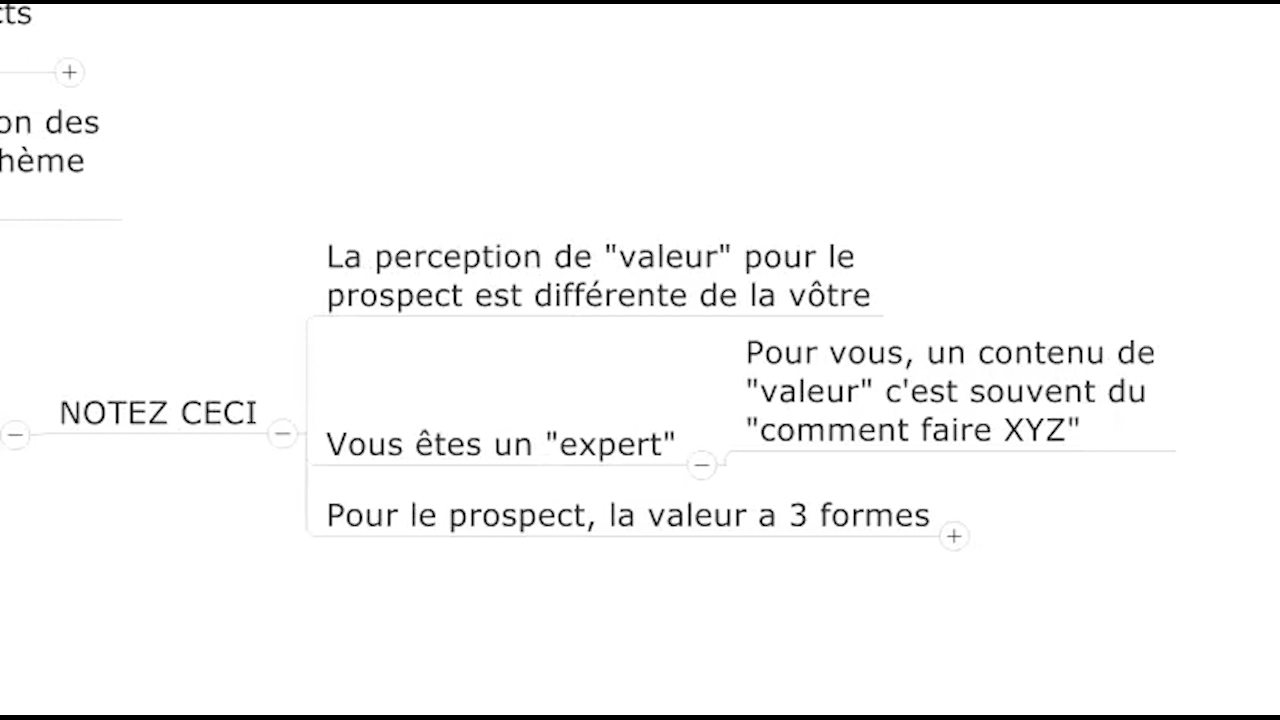 on des
La perception de "valeur" pour le
prospect est différente de la vôtre
Pour vous, un contenu de
"valeur" c'est souvent du
"comment faire XYZ"
NOTEZ CECI
Vous êtes un "expert"
Pour le prospect, la valeur a 3 formes